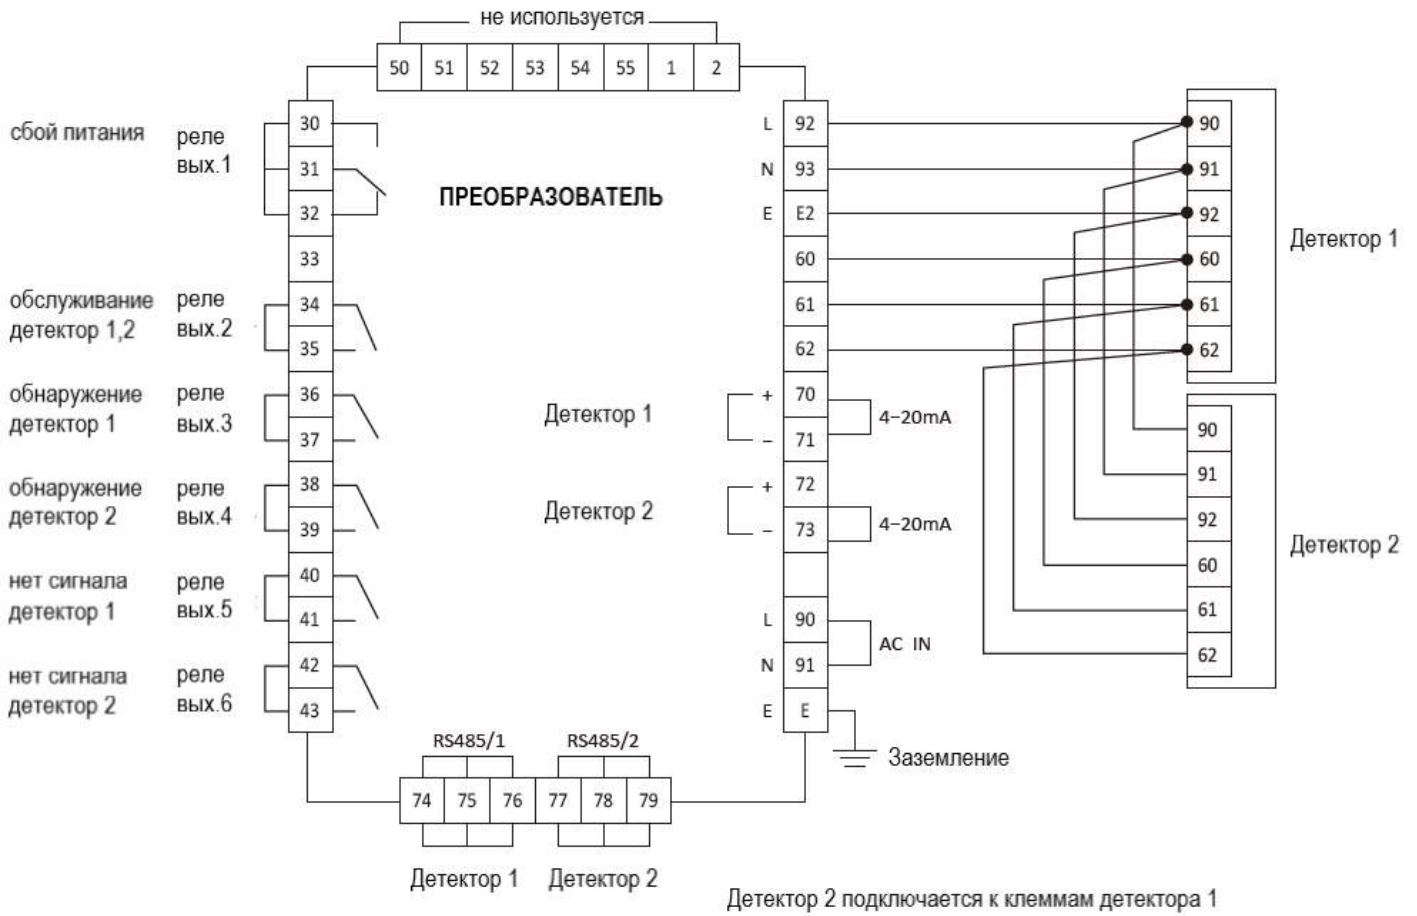 не используется
50 51 52 53 54 55 1 2
сбой питания
реле
вых.1
30
31
32
33
обслуживание
детектор 1,2
реле
вых.2
34
35
обнаружение
детектор 1
реле
вых.3
36
37
обнаружение
детектор 2
реле
вых.4
38
39
нет сигнала
детектор 1
реле
вых.5
40
41
нет сигнала
детектор 2
реле
вых.6
42
43
ПРЕОБРАЗОВАТЕЛЬ
L 92
N 93
E E2
60
61
62
Детектор 1
+ 70
– 71
4–20mA
Детектор 2
+ 72
– 73
4–20mA
L 90
N 91
AC IN
E E
Заземление
90
91
92
60
61
62
Детектор 1
90
91
92
60
61
62
Детектор 2
RS485/1 RS485/2
74 75 76 77 78 79
Детектор 1 Детектор 2
Детектор 2 подключается к клеммам детектора 1